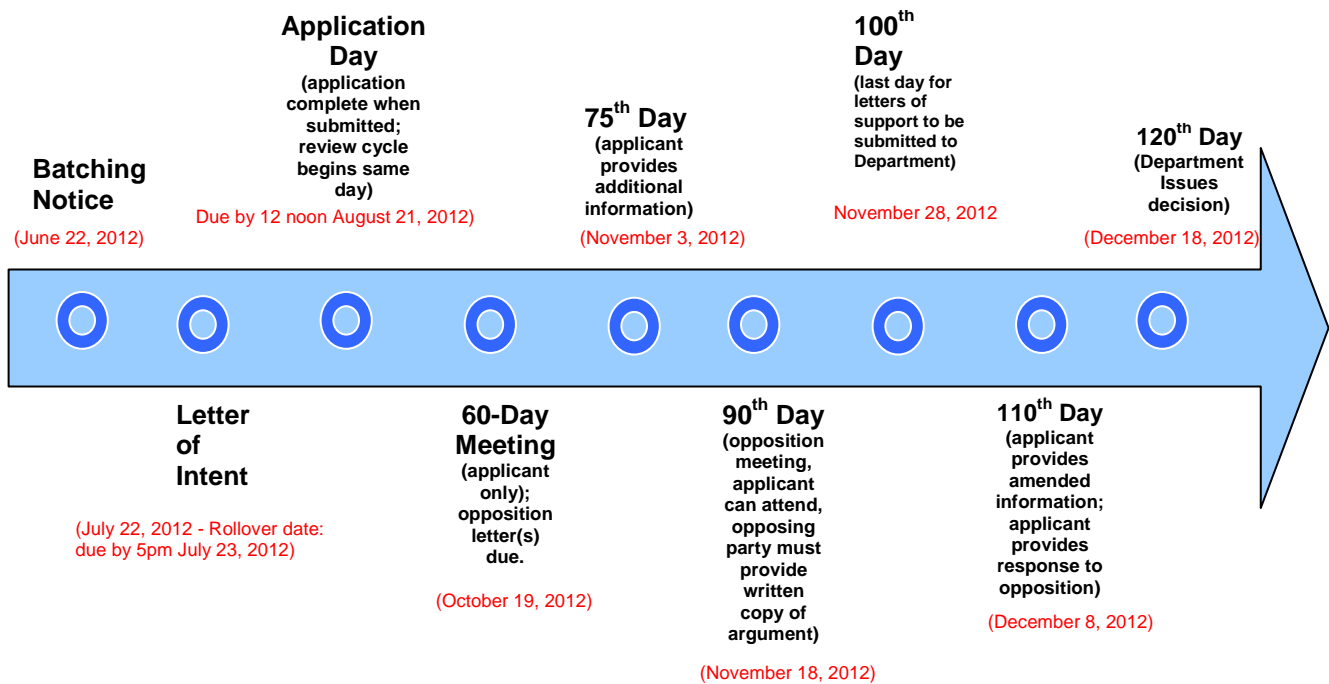 Batching
Notice
(June 22, 2012)
Letter
of
Intent
(July 22, 2012 - Rollover date:
due by 5pm July 23, 2012)
Application
Day
(application
complete when
submitted;
review cycle
begins same
day)
Due by 12 noon August 21, 2012)
60-Day
Meeting
(applicant
only);
opposition
letter(s)
due.
(October 19, 2012)
75th Day
(applicant
provides
additional
information)
(November 3, 2012)
90th Day
(opposition
meeting,
applicant
can attend,
opposing
party must
provide
written
copy of
argument)
(November 18, 2012)
100th
Day
(last day for
letters of
support to be
submitted to
Department)
November 28, 2012
110th Day
(applicant
provides
amended
information;
applicant
provides
response to
opposition)
(December 8, 2012)
120th Day
(Department
Issues
decision)
(December 18, 2012)